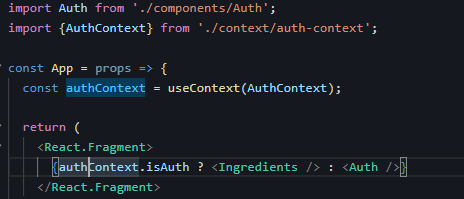 import Auth from './components/Auth';
import {AuthContext} from './context/auth-context';
const App = props => {
const authContext = useContext(AuthContext);
return (
<React.Fragment>
{authContext.isAuth ? <Ingredients /> : <Auth />}
</React.Fragment>